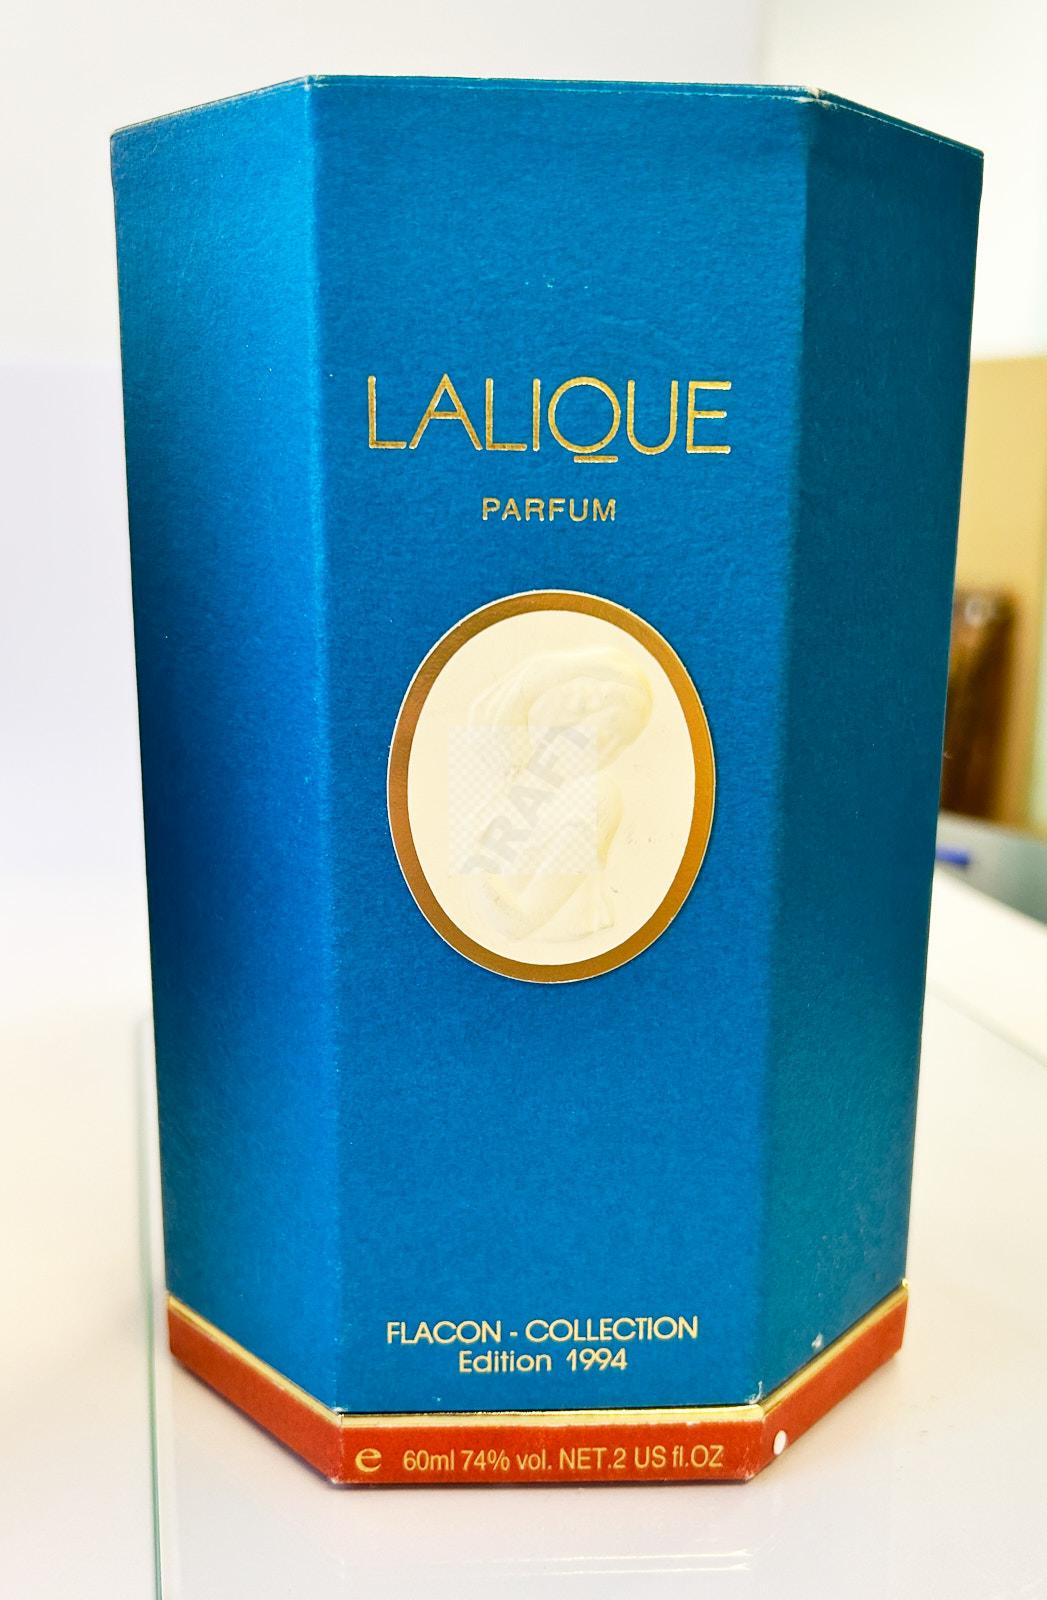 LALIQUE
PARFUM
FLACON - COLLECTION
Edition 1994
e 60ml 74% vol. NET.2 US fl.OZ